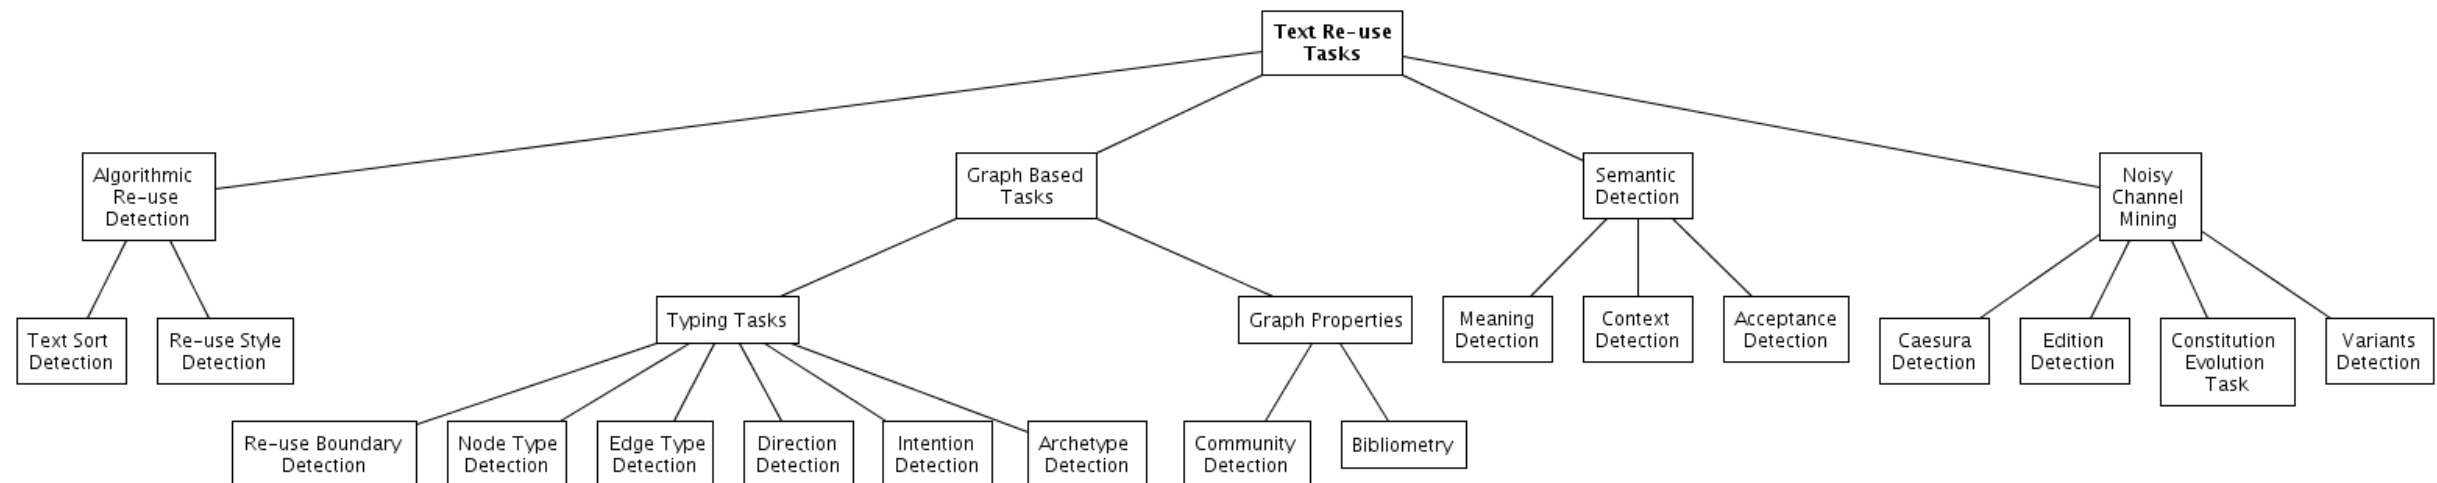 Text Re-use
Tasks
Algorithmic
Re-use
Detection
Graph Based
Tasks
Semantic
Detection
Noisy
Channel
Mining
Text Sort
Detection
Re-use Style
Detection
Typing Tasks
Graph Properties
Meaning
Detection
Context
Detection
Acceptance
Detection
Caesura
Detection
Edition
Detection
Constitution
Evolution
Task
Variants
Detection
Re-use Boundary
Detection
Node Type
Detection
Edge Type
Detection
Direction
Detection
Intention
Detection
Archetype
Detection
Community
Detection
Bibliometry